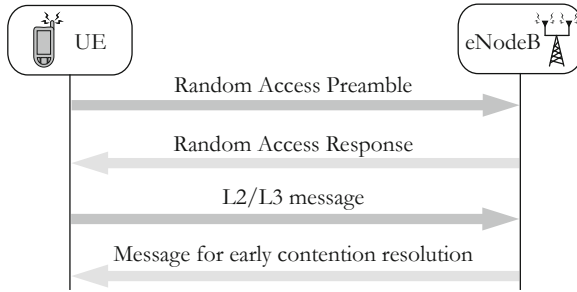 UE
eNodeB
Random Access Preamble
Random Access Response
L2/L3 message
Message for early contention resolution